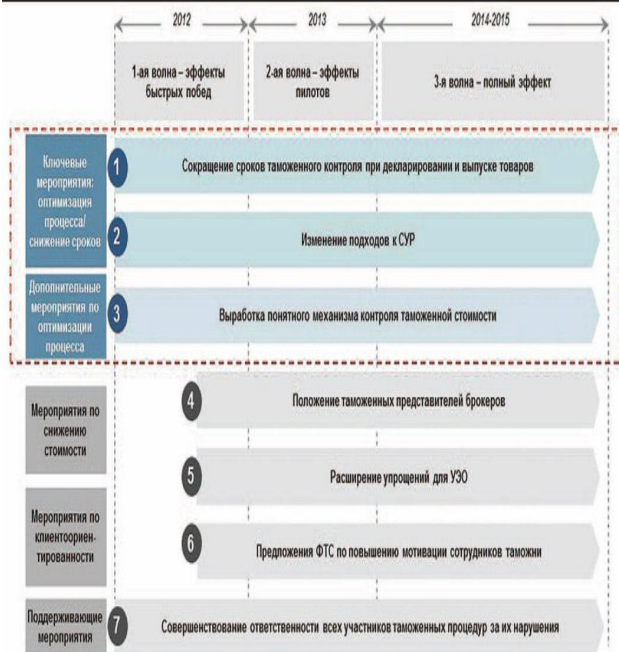 2012
2013
2014-2015
1-ая волна – эффекты
быстрых побед
2-ая волна – эффекты
пилотов
3-я волна – полный эффект
Ключевые
мероприятия:
оптимизация
процесса/
снижение сроков
1
Сокращение сроков таможенного контроля при декларировании и выпуске товаров
2
Изменение подходов к СУР
Дополнительные
мероприятия по
оптимизации
процесса
3
Выработка понятного механизма контроля таможенной стоимости
Мероприятия по
снижению
стоимости
4
Положение таможенных представителей брокеров
5
Расширение упрощений для УЭО
Мероприятия по
клиентоориен-
тированности
6
Предложения ФТС по повышению мотивации сотрудников таможни
Поддерживающие
мероприятия
7
Совершенствование ответственности всех участников таможенных процедур за их нарушения